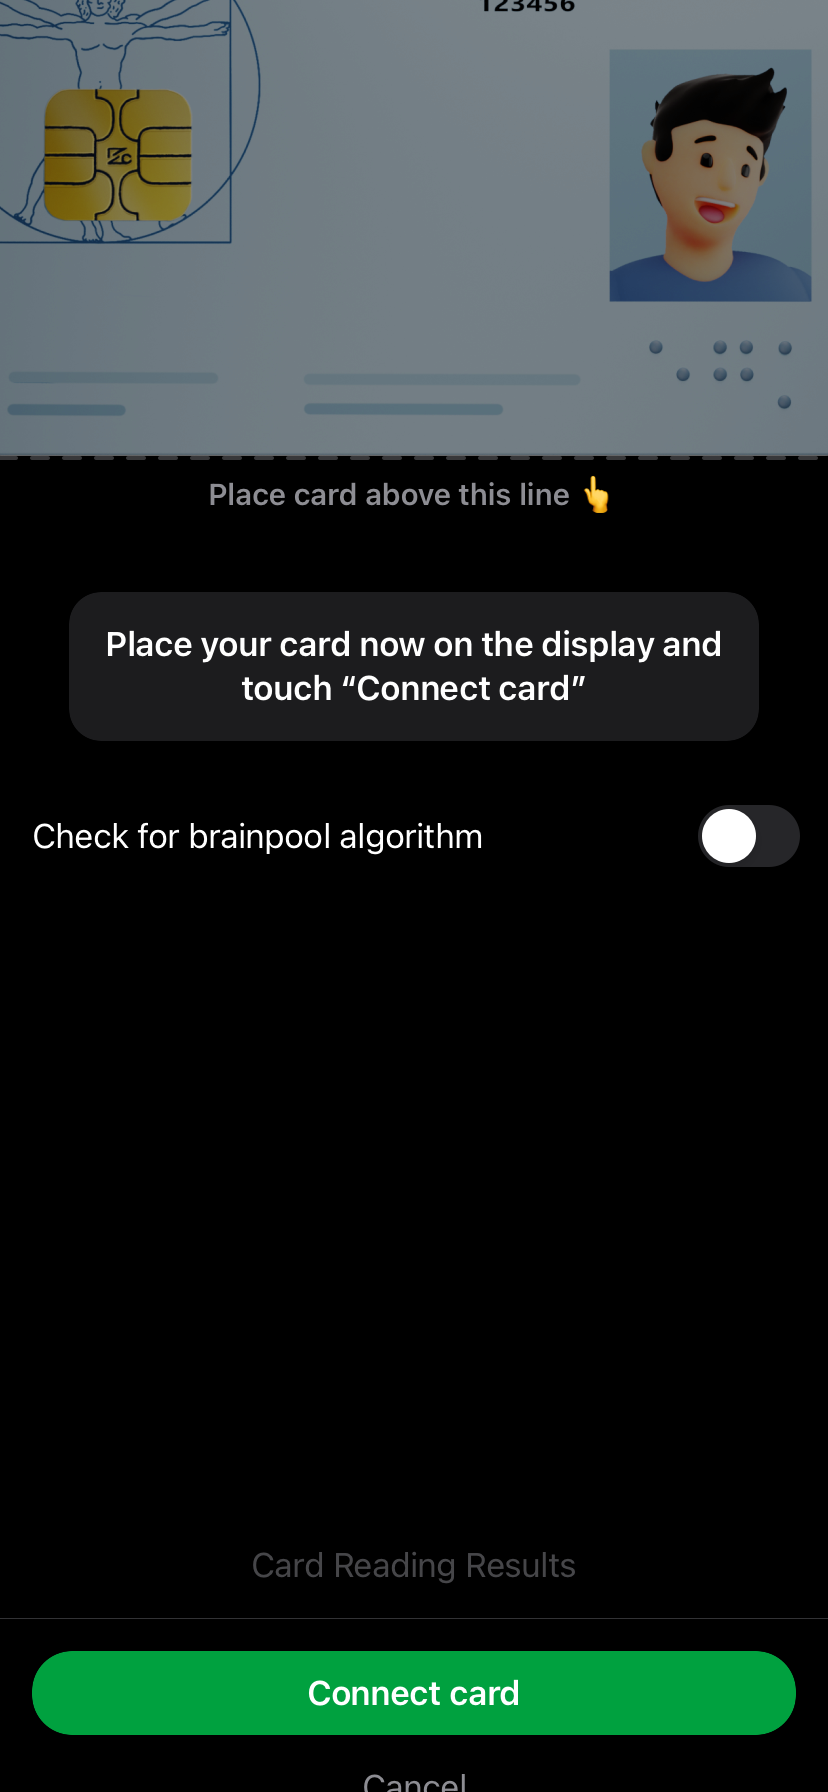 123456
Place card above this line 👆
Place your card now on the display and
touch “Connect card”
Check for brainpool algorithm
Card Reading Results
Connect card
Cancel